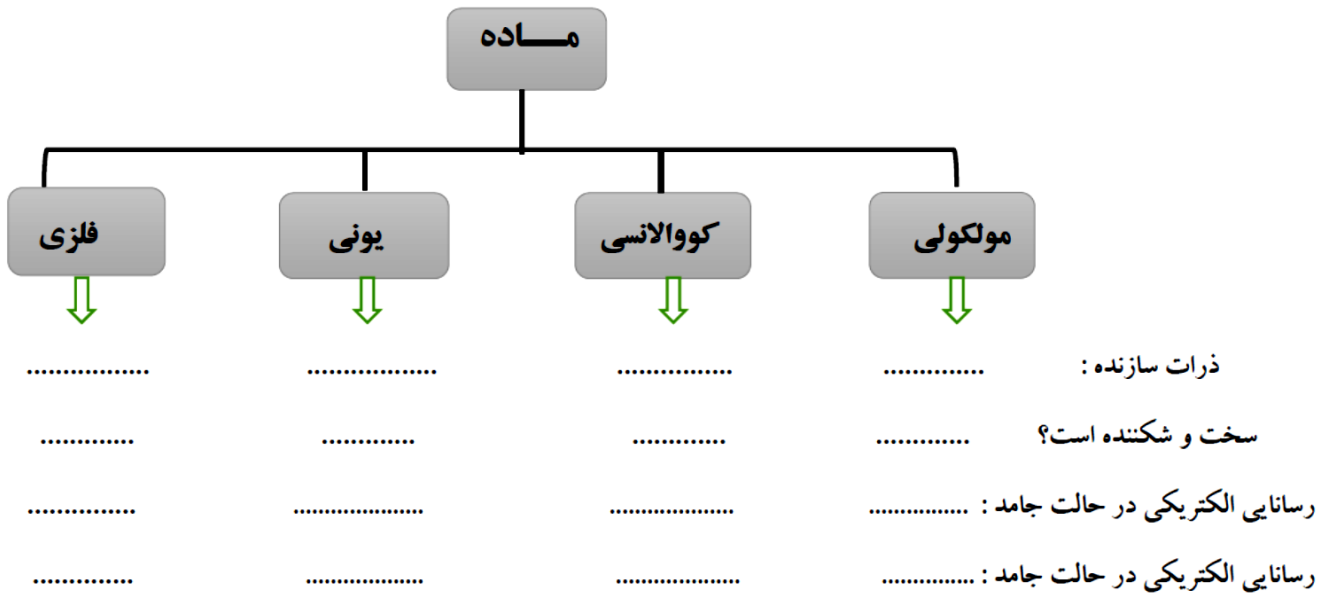 مــــاده
مولکولی کووالانسی یونی فلزی
ذرات سازنده : .............. ................ .................. .................
سخت و شکننده است؟ ............. ............. ............. .............
رسانایی الکتریکی در حالت جامد : ................ .................... ..................... ...............
رسانایی الکتریکی در حالت جامد : ............... .................... ................... ..............